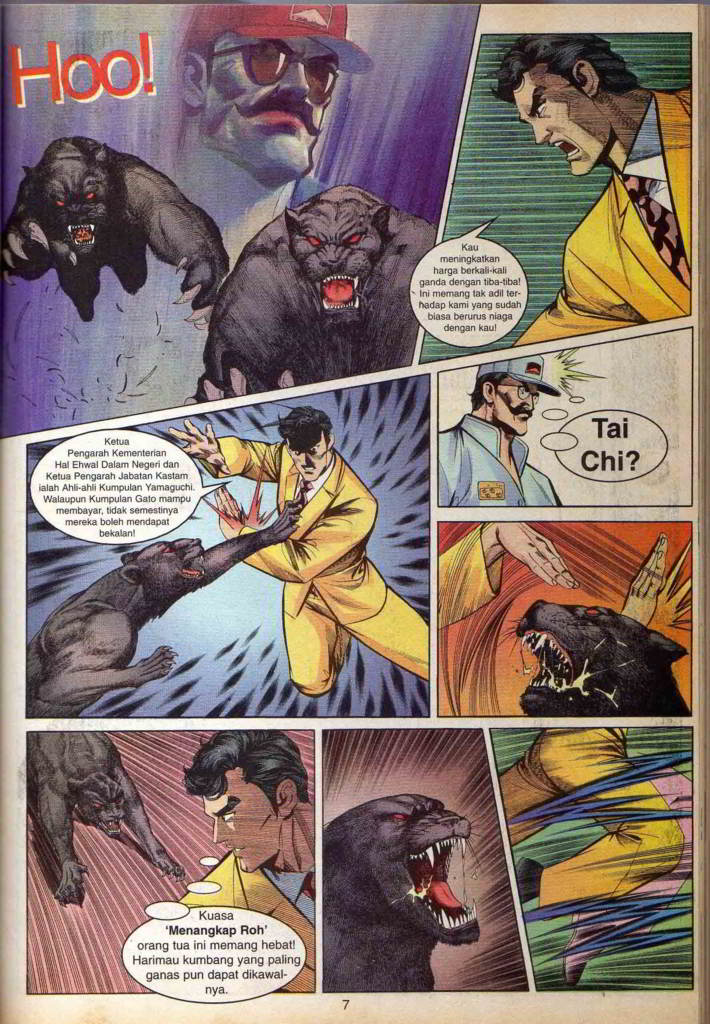 Hoo!
Kau
meningkatkan
harga berkali-kali
ganda dengan tiba-tiba!
Ini memang tak adil ter-
hadap kami yang sudah
biasa berurus niaga
dengan kau!
Ketua
Pengarah Kementerian
Hal Ehwal Dalam Negeri dan
Ketua Pengarah Jabatan Kastam
ialah Ahli-ahli Kumpulan Yamaguchi.
Walaupun Kumpulan Gato mampu
membayar, tidak semestinya
mereka boleh mendapat
bekalan!
Tai
Chi?
Kuasa
‘Menangkap Roh’
orang tua ini memang hebat!
Harimau kumbang yang paling
ganas pun dapat dikawal-
nya.
7